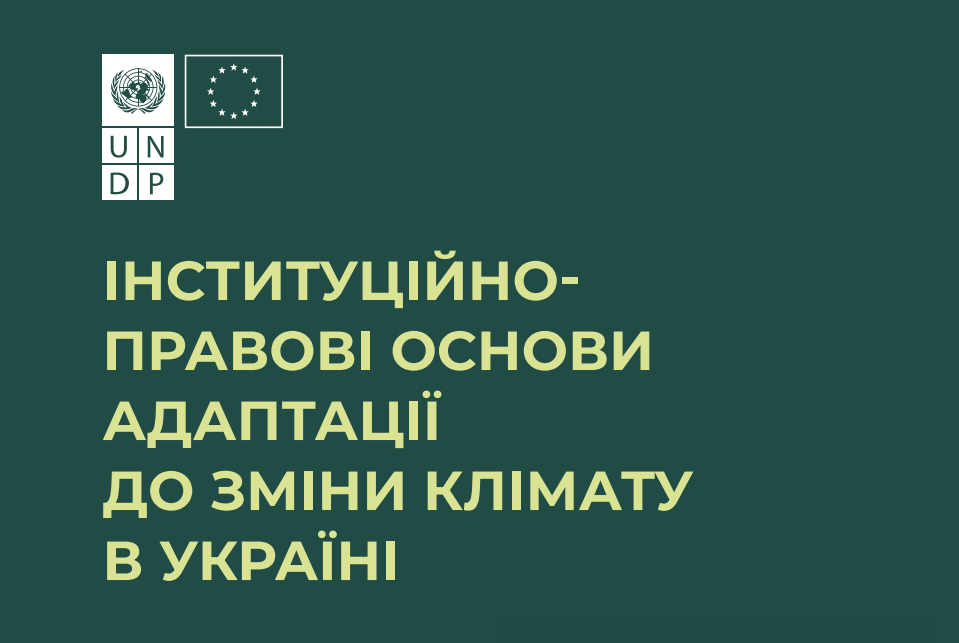 U N
D P
ІНСТИТУЦІЙНО-
ПРАВОВІ ОСНОВИ
АДАПТАЦІЇ
ДО ЗМІНИ КЛІМАТУ
В УКРАЇНІ